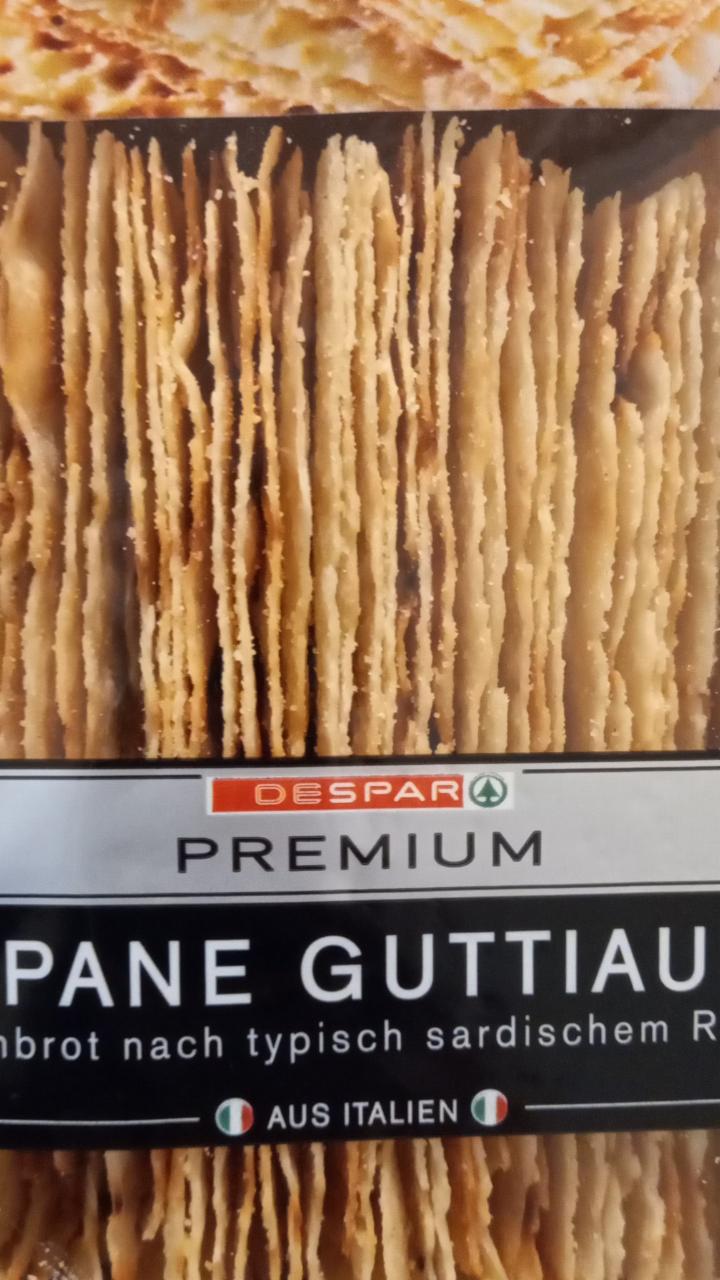 DESPAR
PREMIUM
PANE GUTTIAU
nbrot nach typisch sardischem R
AUS ITALIEN